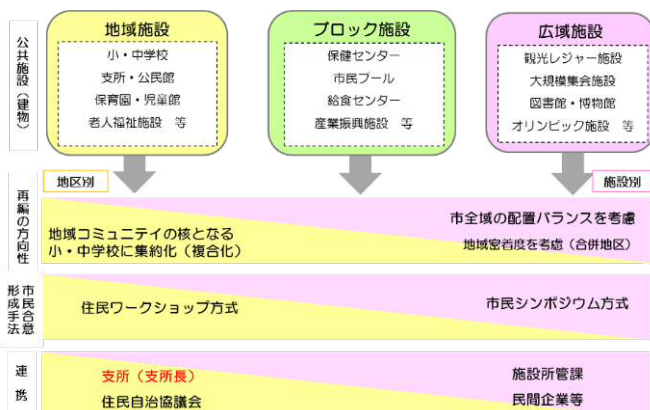 公共施設(建物)
地域施設
小・中学校
支所・公民館
保育園・児童館
老人福祉施設 等
ブロック施設
保健センター
市民プール
給食センター
産業振興施設 等
広域施設
観光レジャー施設
大規模集会施設
図書館・博物館
オリンピック施設 等
地区別
施設別
再編の方向性
地域コミュニティの核となる
小・中学校に集約化(複合化)
市全域の配置バランスを考慮
地域密着度を考慮(合併地区)
市民合意
形成手法
住民ワークショップ方式
市民シンポジウム方式
連携
支所(支所長)
住民自治協議会
施設所管課
民間企業等